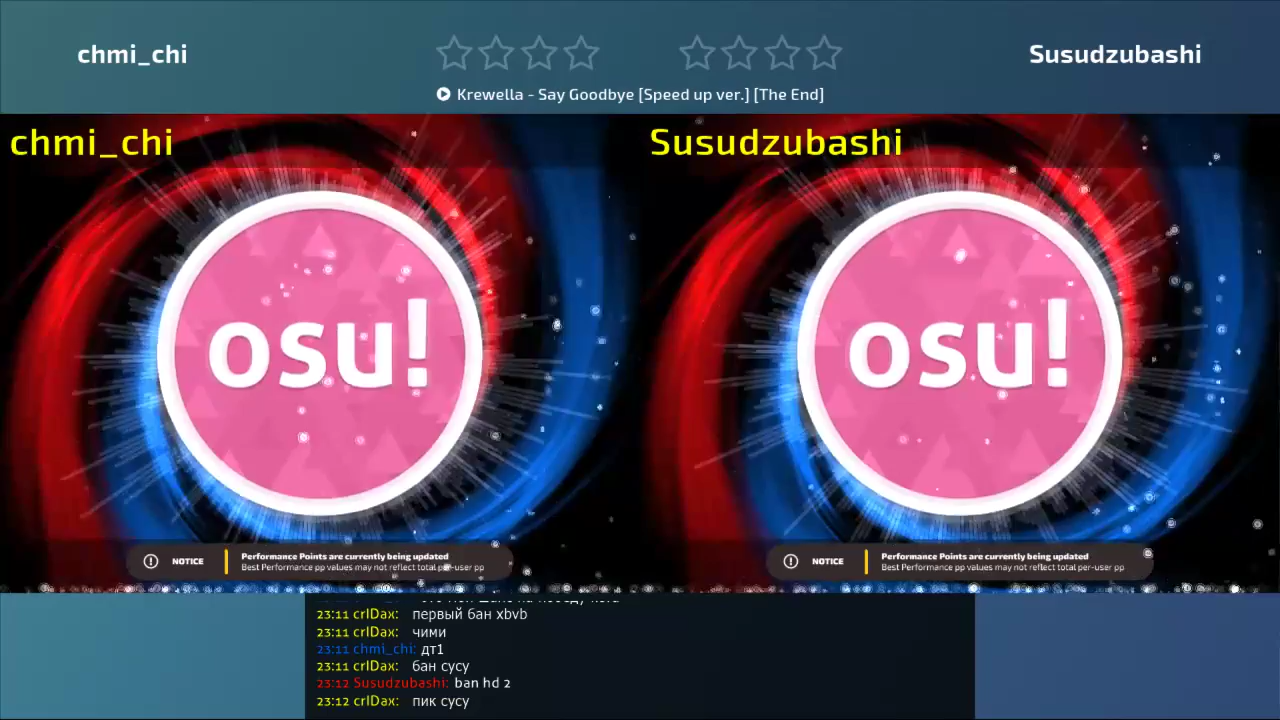 chmi_chi
Susudzubashi
Krewella - Say Goodbye [Speed up ver.] [The End]
chmi_chi
Susudzubashi
osu!
osu!
NOTICE
Performance Points are currently being updated
Best Performance pp values may not reflect total per-user pp
NOTICE
Performance Points are currently being updated
Best Performance pp values may not reflect total per-user pp
23:11 crIDax: первый бан xbvb
23:11 crIDax: чими
23:11 chmi_chi: дт1
23:11 crIDax: бан сусу
23:12 Susudzubashi: ban hd 2
23:12 crIDax: пик сусу